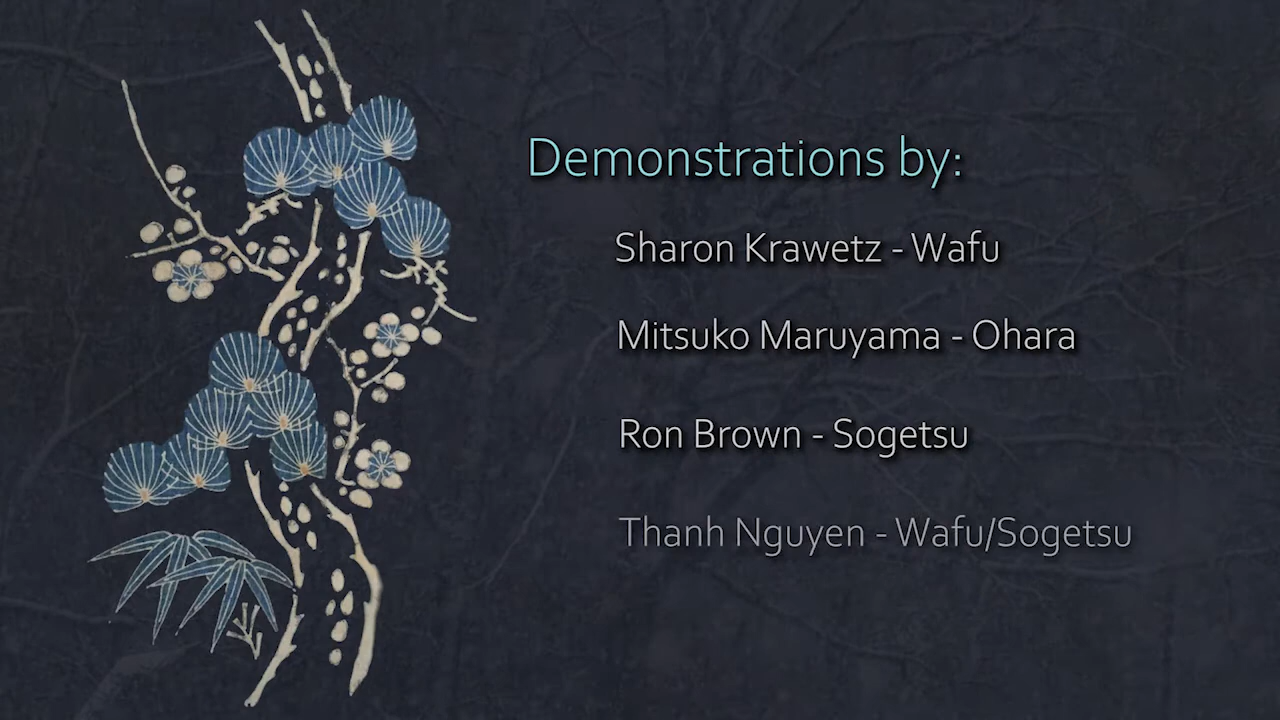 Demonstrations by:
Sharon Krawetz - Wafu
Mitsuko Maruyama - Ohara
Ron Brown - Sogetsu
Thanh Nguyen - Wafu/Sogetsu